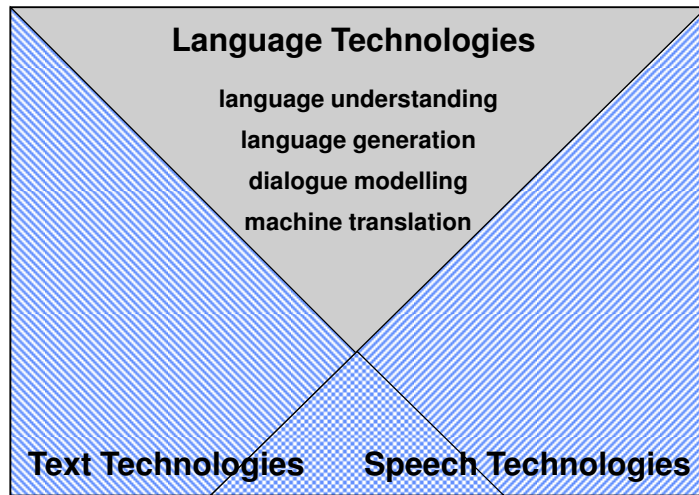 Language Technologies
language understanding
language generation
dialogue modelling
machine translation
Text Technologies
Speech Technologies